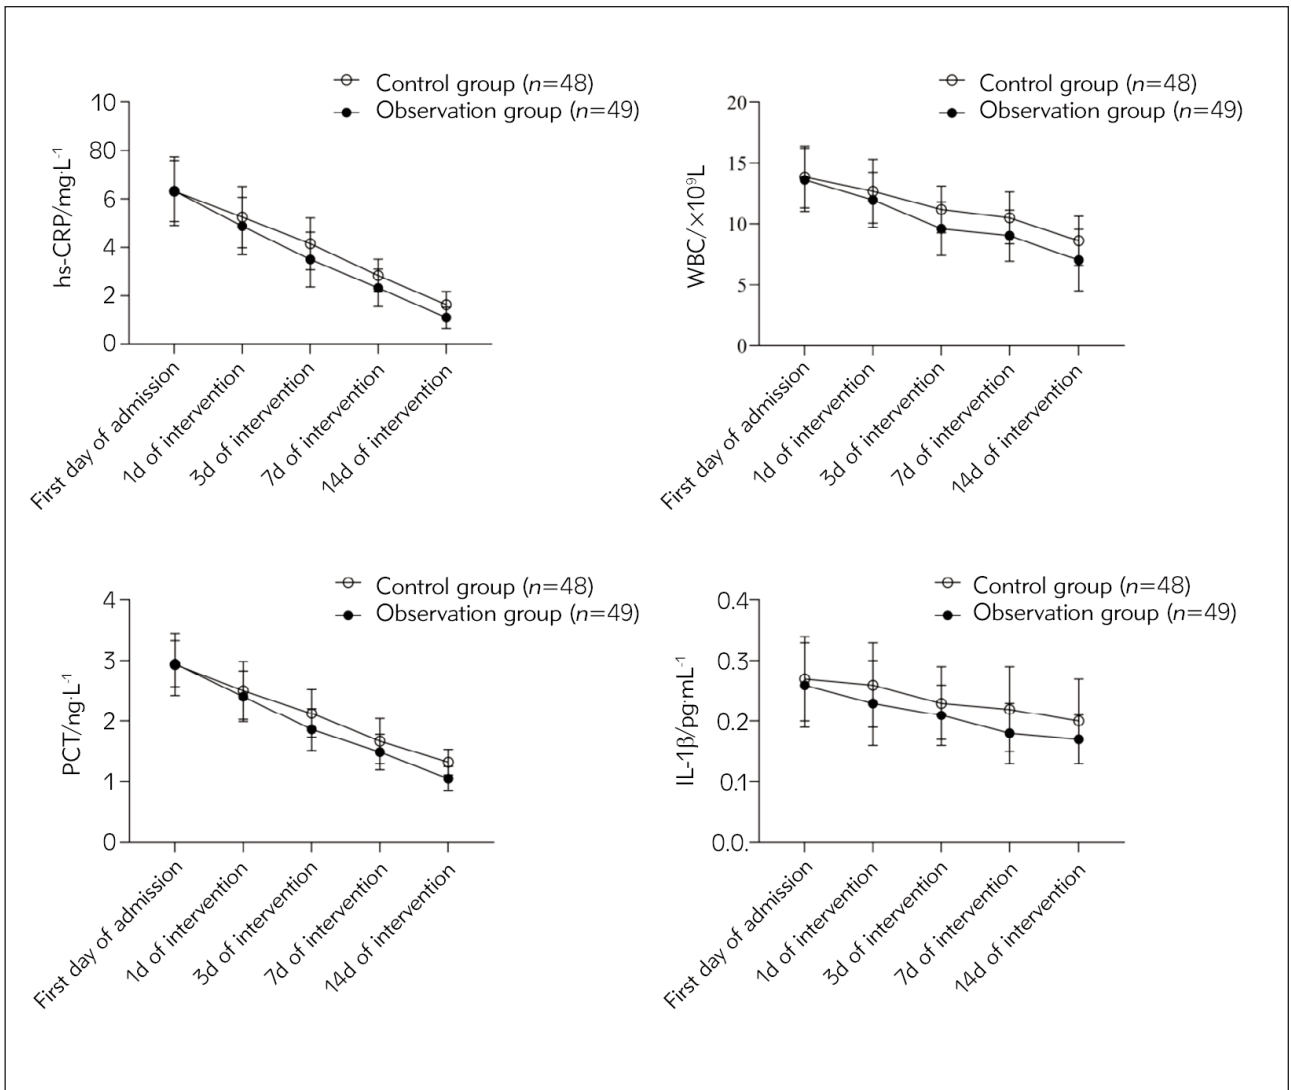 Control group (n=48)
Observation group (n=49)
10
80
6
4
2
0
hs-CRP/mg·L-1
First day of admission
1d of intervention
3d of intervention
7d of intervention
14d of intervention
Control group (n=48)
Observation group (n=49)
20
15
10
5
0
WBC/×10⁹L
First day of admission
1d of intervention
3d of intervention
7d of intervention
14d of intervention
Control group (n=48)
Observation group (n=49)
4
3
2
1
0
PCT/ng·L-1
First day of admission
1d of intervention
3d of intervention
7d of intervention
14d of intervention
Control group (n=48)
Observation group (n=49)
0.4
0.3
0.2
0.1
0.0.
IL-1β/pg·mL-1
First day of admission
1d of intervention
3d of intervention
7d of intervention
14d of intervention